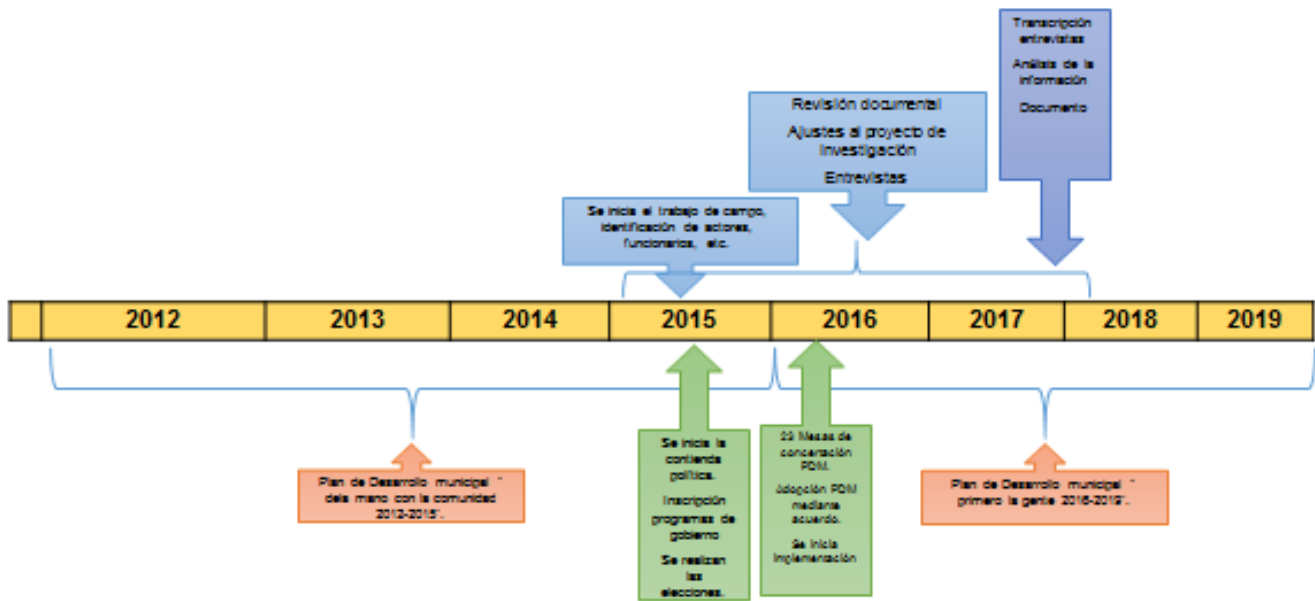 Transcripción
entrevistas
Análisis de la
información
Documento
Revisión documental
Ajustes al proyecto de
Investigación
Entrevistas
Se inicia el trabajo de campo,
identificación de actores,
funcionarios, etc.
2012 2013 2014 2015 2016 2017 2018 2019
Se inicia la
contienda
política.
Inscripción
programas de
gobierno
Se realizan
las
elecciones.
Mesas de
concertación
PDM.
Adopción PDM
mediante
acuerdo.
Se inicia
implementación
Plan de Desarrollo municipal "
dela mano con la comunidad
2012-2015".
Plan de Desarrollo municipal "
primero la gente 2016-2019".